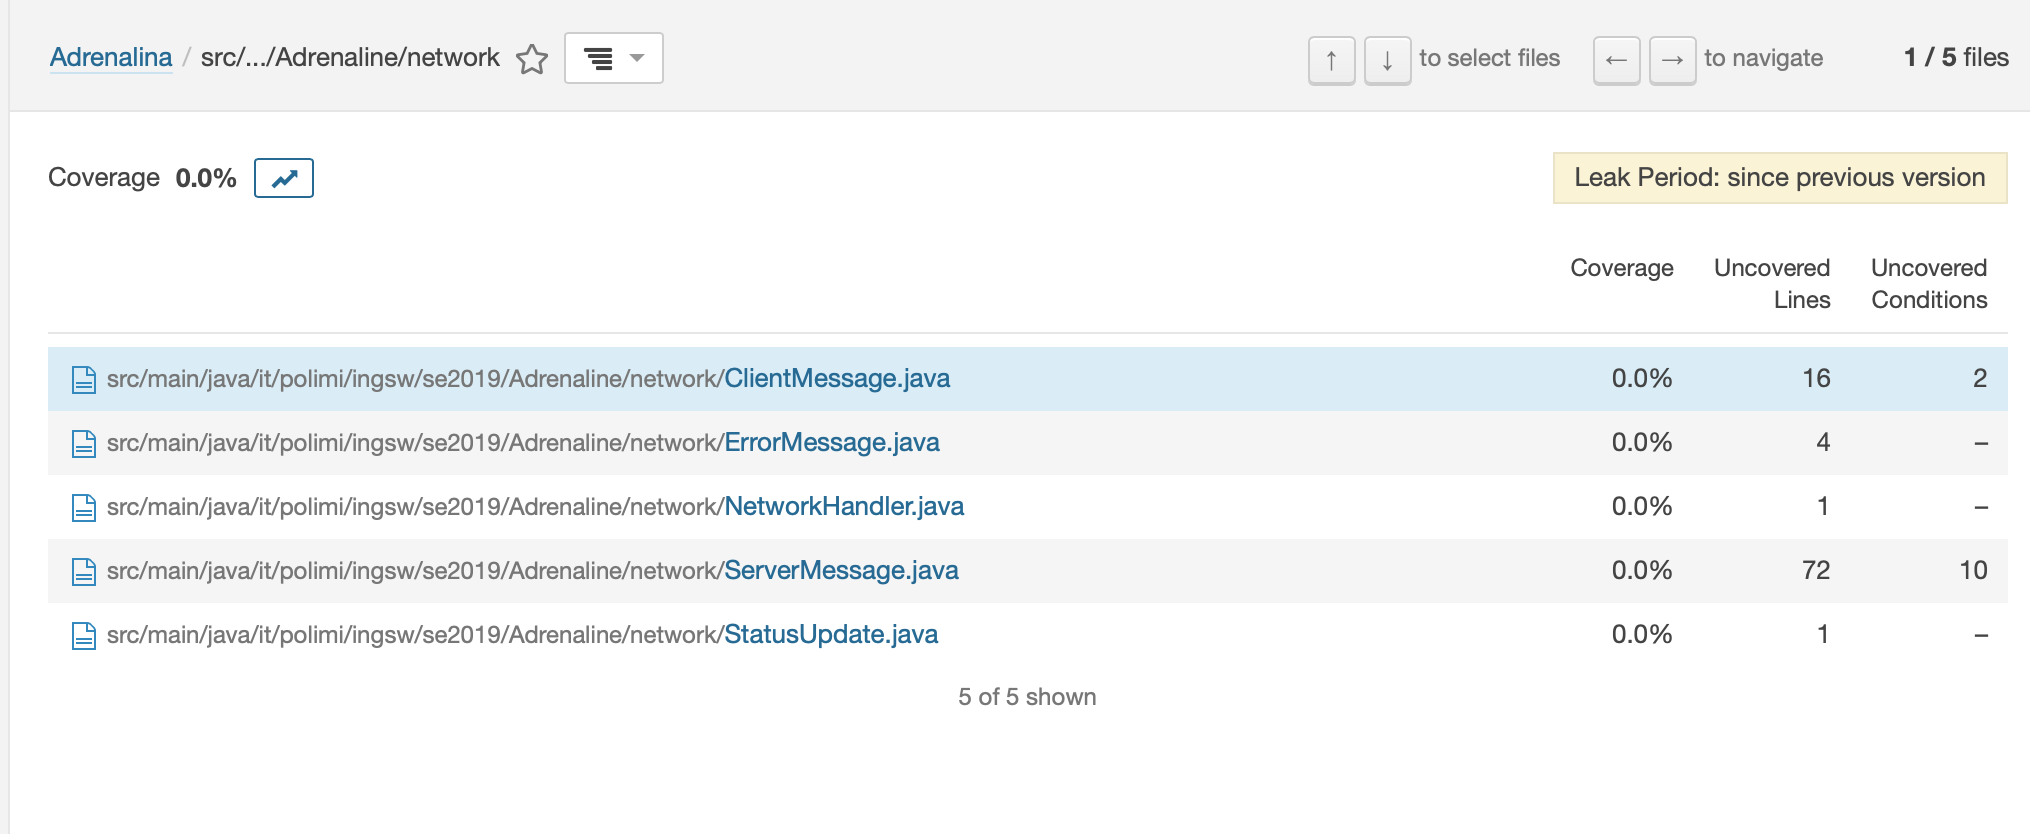 Adrenalina / src/.../Adrenaline/network ↑ ↓ to select files ← → to navigate 1 / 5 files
Coverage 0.0% Leak Period: since previous version
Coverage Uncovered Lines Uncovered Conditions
src/main/java/it/polimi/ingsw/se2019/Adrenaline/network/ClientMessage.java 0.0% 16 2
src/main/java/it/polimi/ingsw/se2019/Adrenaline/network/ErrorMessage.java 0.0% 4 –
src/main/java/it/polimi/ingsw/se2019/Adrenaline/network/NetworkHandler.java 0.0% 1 –
src/main/java/it/polimi/ingsw/se2019/Adrenaline/network/ServerMessage.java 0.0% 72 10
src/main/java/it/polimi/ingsw/se2019/Adrenaline/network/StatusUpdate.java 0.0% 1 –
5 of 5 shown